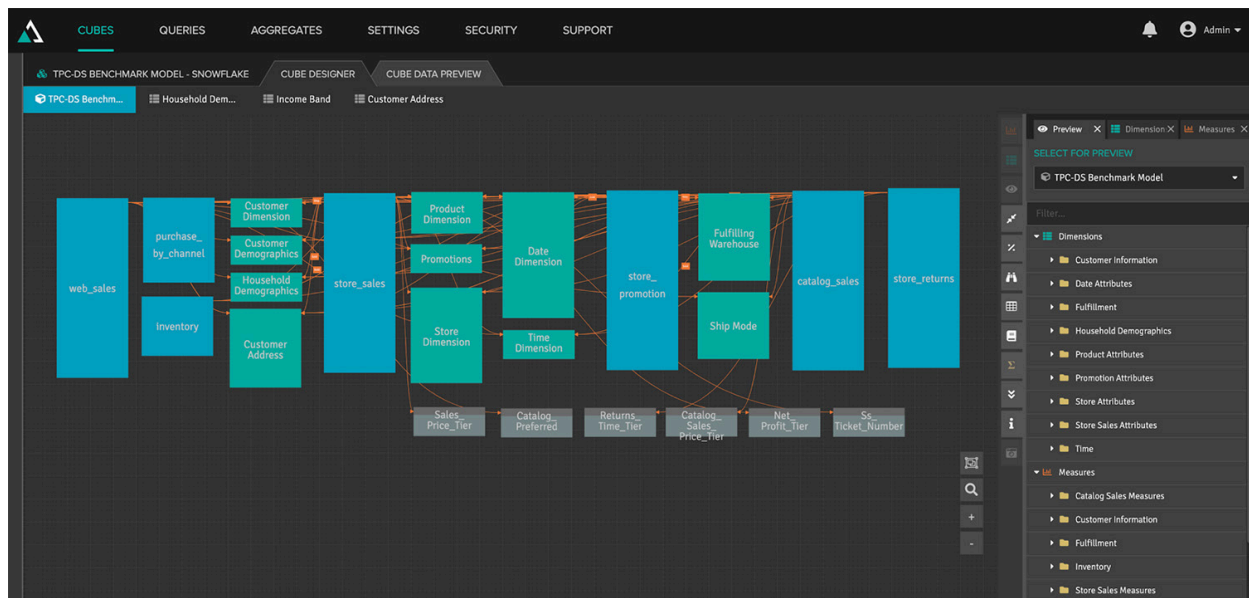 CUBES QUERIES AGGREGATES SETTINGS SECURITY SUPPORT Admin
TPC-DS BENCHMARK MODEL - SNOWFLAKE CUBE DESIGNER CUBE DATA PREVIEW
TPC-DS Benchm... Household Dem... Income Band Customer Address
web_sales
purchase_
by_channel
Inventory
Customer
Dimension
Customer
Demographics
Household
Demographics
Customer
Address
store_sales
Product
Dimension
Promotions
Store
Dimension
Date
Dimension
Time
Dimension
store_
promotion
Fulfilling
Warehouse
Ship Mode
catalog_sales
store_returns
Sales_
Price_Tier
Catalog_
Preferred
Returns_
Time_Tier
Catalog_
Sales_
Price_Tier
Net_
Profit_Tier
Ss_
Ticket_Number
Preview Dimension Measures
SELECT FOR PREVIEW
TPC-DS Benchmark Model
Filter...
Dimensions
Customer Information
Date Attributes
Fulfillment
Household Demographics
Product Attributes
Promotion Attributes
Store Attributes
Store Sales Attributes
Time
Measures
Catalog Sales Measures
Customer Information
Fulfillment
Inventory
Store Sales Measures